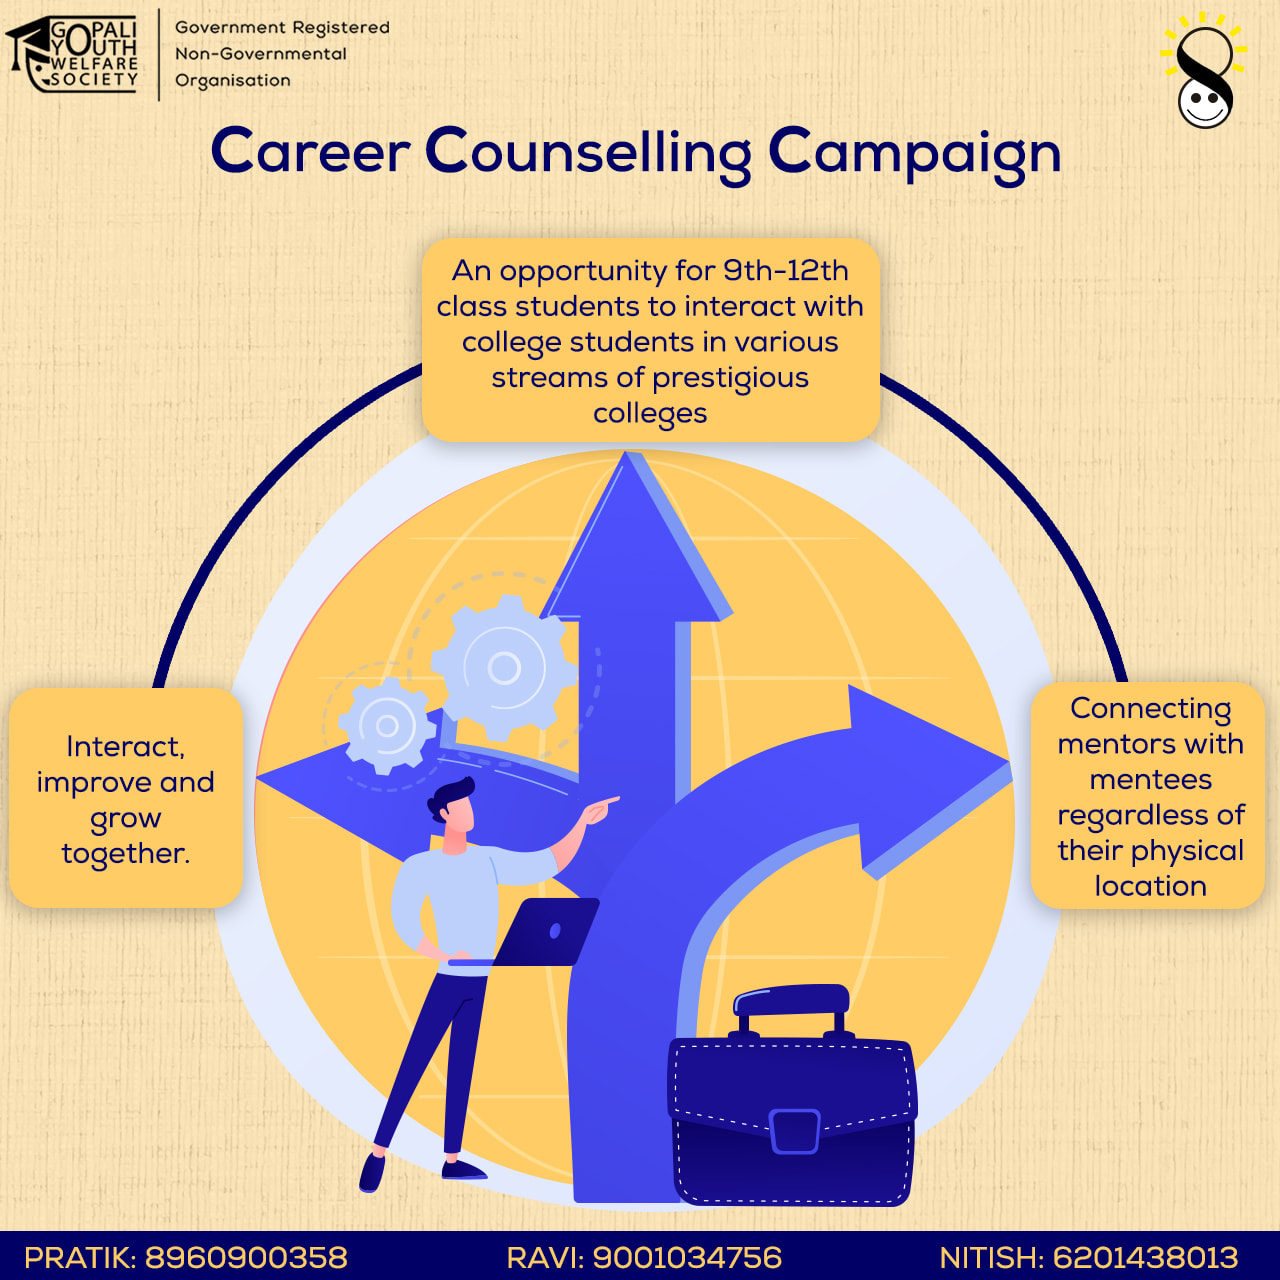 GOPALI
YOUTH
WELFARE
SOCIETY
Government Registered
Non-Governmental
Organisation
Career Counselling Campaign
An opportunity for 9th-12th
class students to interact with
college students in various
streams of prestigious
colleges
Interact,
improve and
grow
together.
Connecting
mentors with
mentees
regardless of
their physical
location
PRATIK: 8960900358
RAVI: 9001034756
NITISH: 6201438013